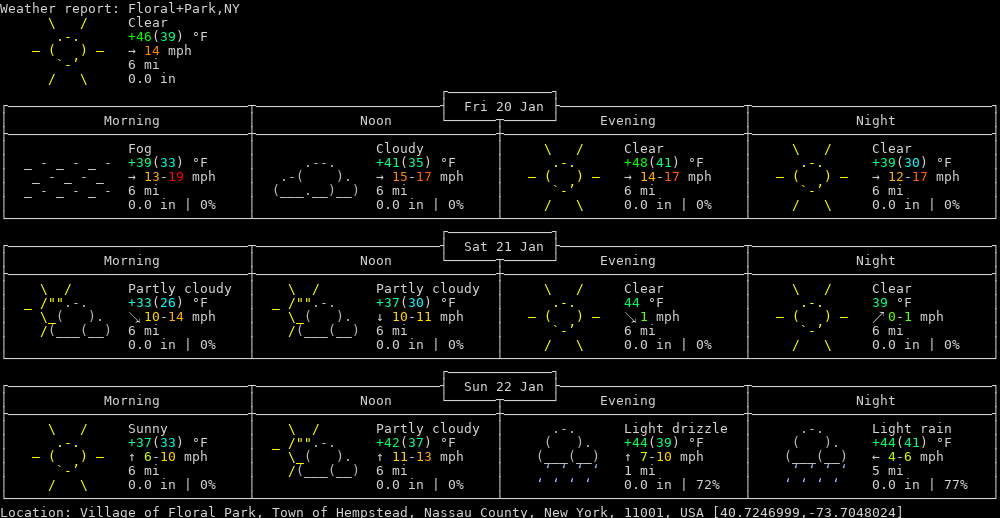 Weather report: Floral+Park,NY
Clear
+46(39) °F
→ 14 mph
6 mi
0.0 in
Fri 20 Jan
Morning Noon Evening Night
Fog Cloudy Clear Clear
+39(33) °F +41(35) °F +48(41) °F +39(30) °F
→ 13-19 mph → 15-17 mph → 14-17 mph → 12-17 mph
6 mi 6 mi 6 mi 6 mi
0.0 in | 0% 0.0 in | 0% 0.0 in | 0% 0.0 in | 0%
Sat 21 Jan
Morning Noon Evening Night
Partly cloudy Partly cloudy Clear Clear
+33(26) °F +37(30) °F 44 °F 39 °F
↘ 10-14 mph ↓ 10-11 mph ↘ 1 mph ↗ 0-1 mph
6 mi 6 mi 6 mi 6 mi
0.0 in | 0% 0.0 in | 0% 0.0 in | 0% 0.0 in | 0%
Sun 22 Jan
Morning Noon Evening Night
Sunny Partly cloudy Light drizzle Light rain
+37(33) °F +42(37) °F +44(39) °F +44(41) °F
↑ 6-10 mph ↑ 11-13 mph ↑ 7-10 mph ← 4-6 mph
6 mi 6 mi 1 mi 5 mi
0.0 in | 0% 0.0 in | 0% 0.0 in | 72% 0.0 in | 77%
Location: Village of Floral Park, Town of Hempstead, Nassau County, New York, 11001, USA [40.7246999,-73.7048024]